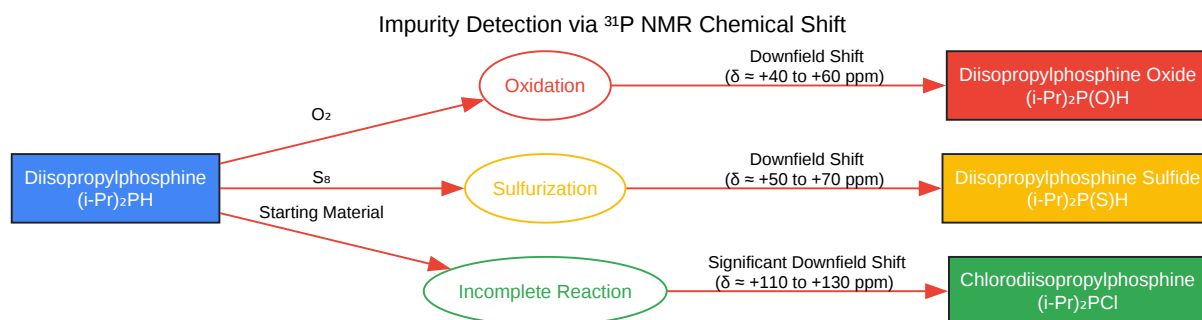 Impurity Detection via ³¹P NMR Chemical Shift
Diisopropylphosphine
(i-Pr)₂PH
O₂
S₈
Starting Material
Oxidation
Sulfurization
Incomplete Reaction
Downfield Shift
(δ ≈ +40 to +60 ppm)
Downfield Shift
(δ ≈ +50 to +70 ppm)
Significant Downfield Shift
(δ ≈ +110 to +130 ppm)
Diisopropylphosphine Oxide
(i-Pr)₂P(O)H
Diisopropylphosphine Sulfide
(i-Pr)₂P(S)H
Chlorodiisopropylphosphine
(i-Pr)₂PCl